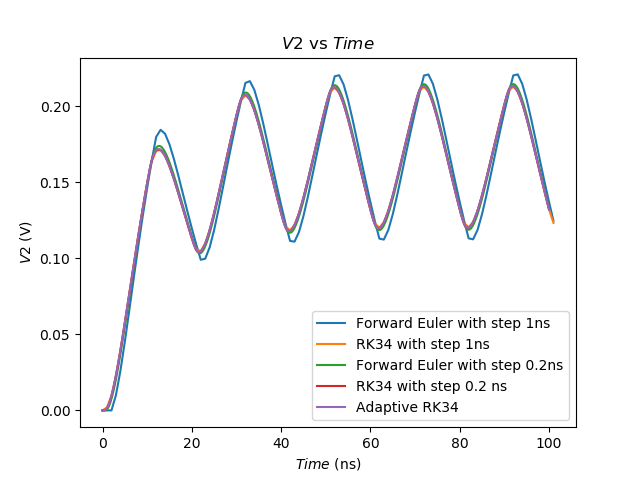 V2 vs Time
0.20
0.15
0.10
0.05
0.00
V2 (V)
0 20 40 60 80 100
Time (ns)
Forward Euler with step 1ns
RK34 with step 1ns
Forward Euler with step 0.2ns
RK34 with step 0.2 ns
Adaptive RK34